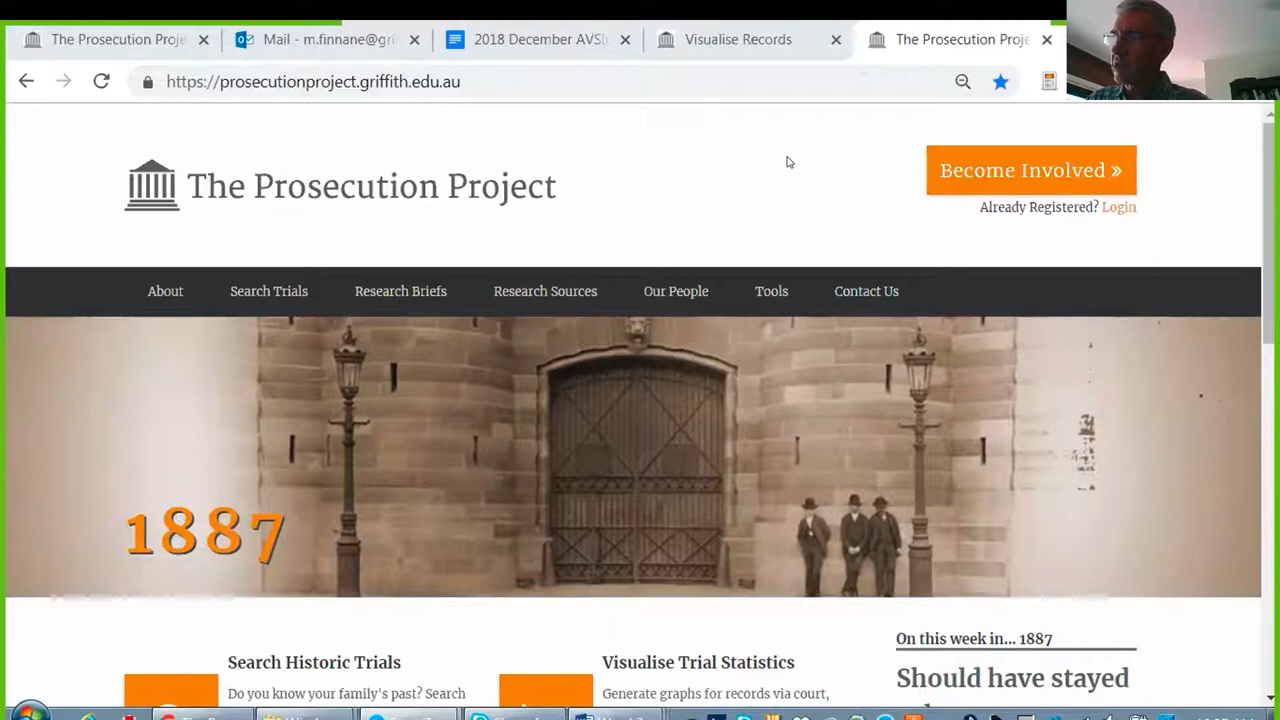 The Prosecution Proje
Mail - m.finnane@gri
2018 December AVSI
Visualise Records
The Prosecution Proje
https://prosecutionproject.griffith.edu.au
The Prosecution Project
Become Involved »
Already Registered? Login
About
Search Trials
Research Briefs
Research Sources
Our People
Tools
Contact Us
1887
On this week in... 1887
Search Historic Trials
Visualise Trial Statistics
Should have stayed
Do you know your family's past? Search
Generate graphs for records via court,